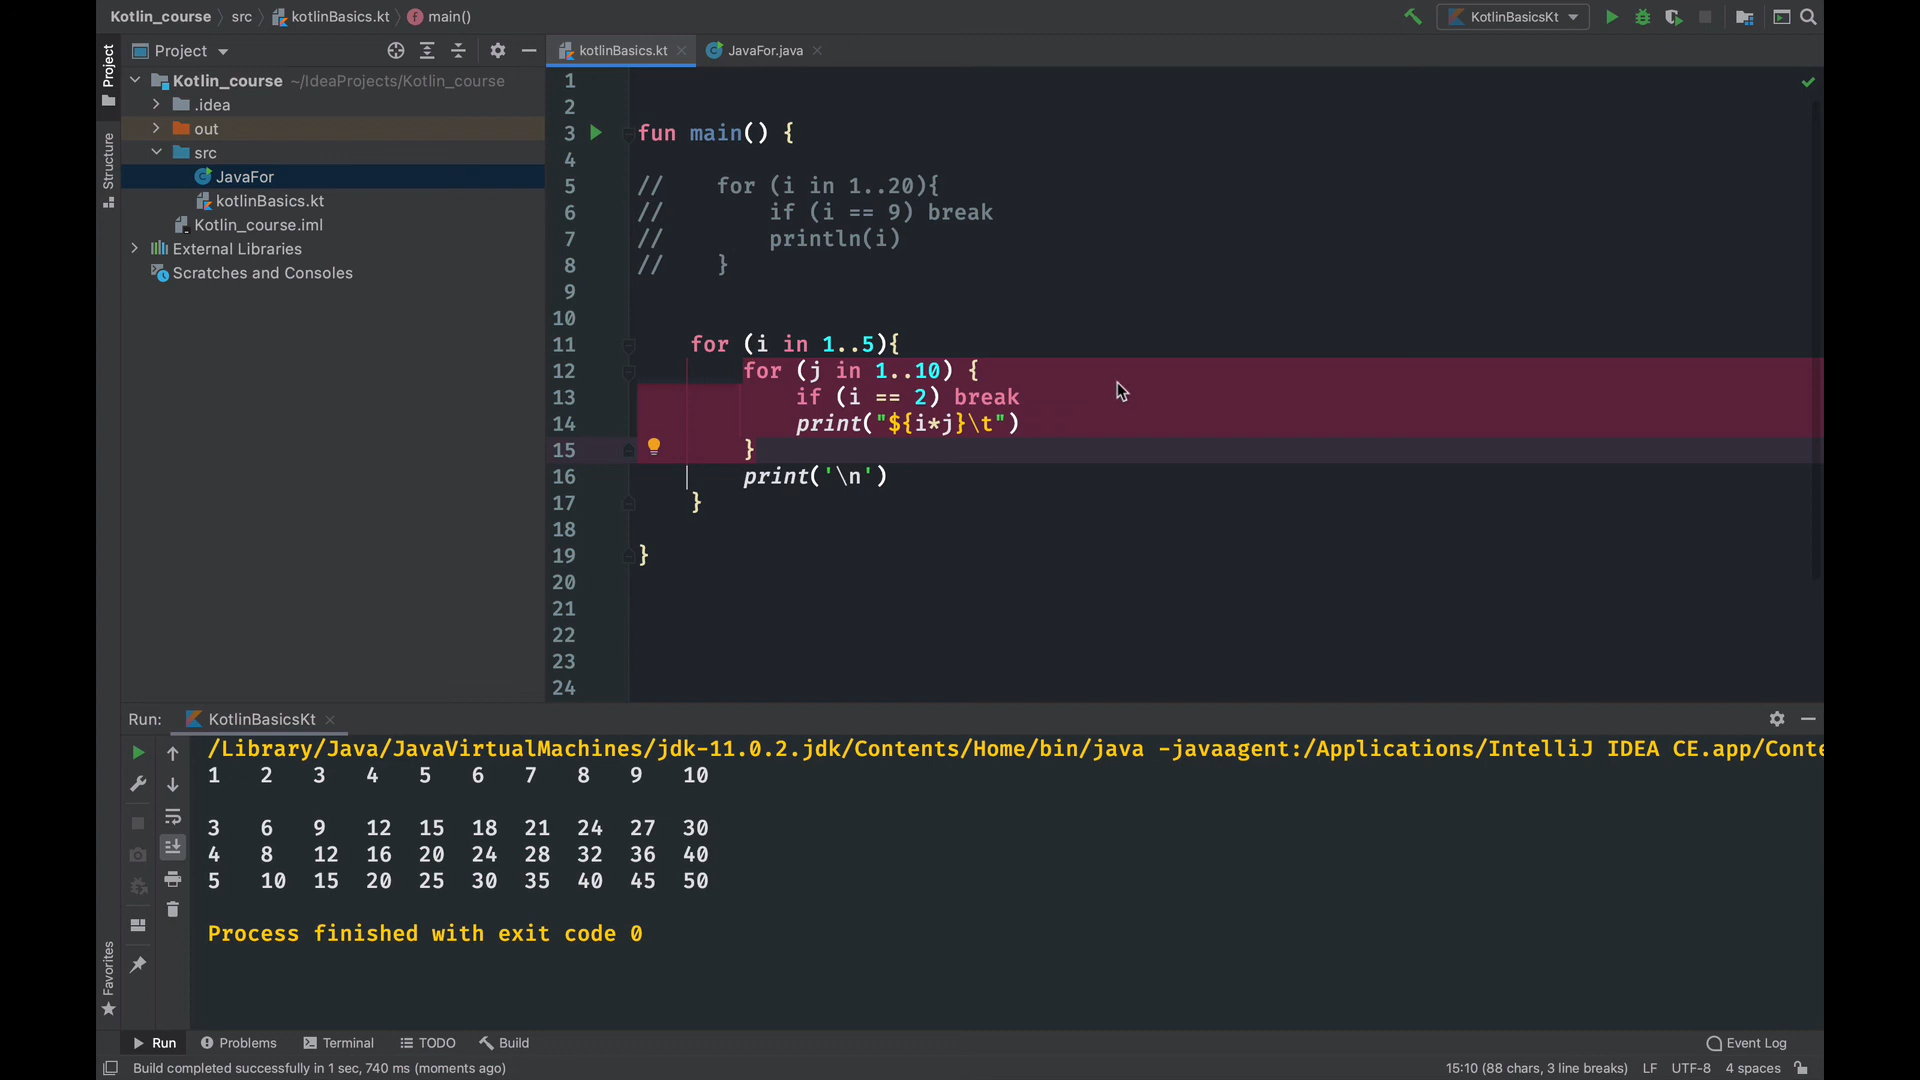 Kotlin_course src kotlinBasics.kt main()
KotlinBasicsKt
Project
Project
Structure
Favorites
Kotlin_course ~/IdeaProjects/Kotlin_course
.idea
out
src
JavaFor
kotlinBasics.kt
Kotlin_course.iml
External Libraries
Scratches and Consoles
kotlinBasics.kt JavaFor.java
1
2
3 fun main() {
4
5 // for (i in 1..20){
6 // if (i == 9) break
7 // println(i)
8 // }
9
10
11 for (i in 1..5){
12 for (j in 1..10) {
13 if (i == 2) break
14 print("${i*j}\t")
15 }
16 print('\n')
17 }
18
19 }
20
21
22
23
24
Run: KotlinBasicsKt
/Library/Java/JavaVirtualMachines/jdk-11.0.2.jdk/Contents/Home/bin/java -javaagent:/Applications/IntelliJ IDEA CE.app/Conte
1 2 3 4 5 6 7 8 9 10
3 6 9 12 15 18 21 24 27 30
4 8 12 16 20 24 28 32 36 40
5 10 15 20 25 30 35 40 45 50
Process finished with exit code 0
Run Problems Terminal TODO Build Event Log
Build completed successfully in 1 sec, 740 ms (moments ago) 15:10 (88 chars, 3 line breaks) LF UTF-8 4 spaces